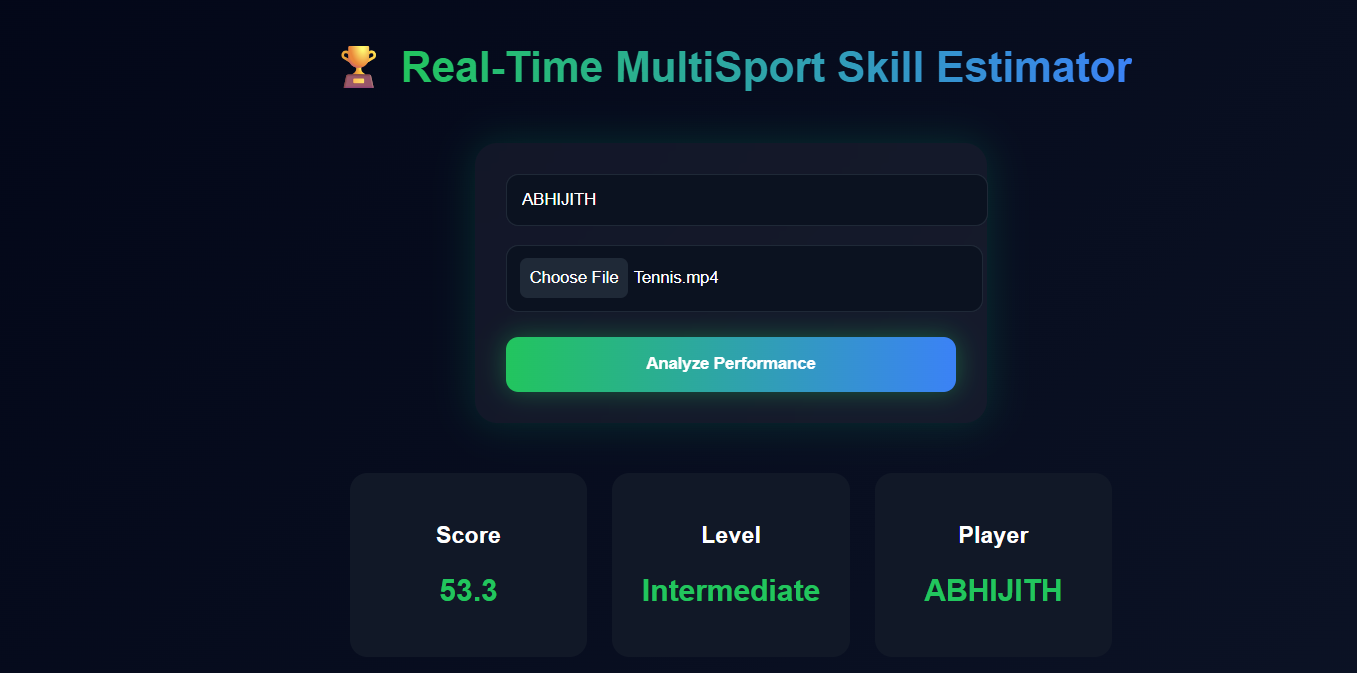 Real-Time MultiSport Skill Estimator
ABHIJITH
Choose File Tennis.mp4
Analyze Performance
Score
53.3
Level
Intermediate
Player
ABHIJITH